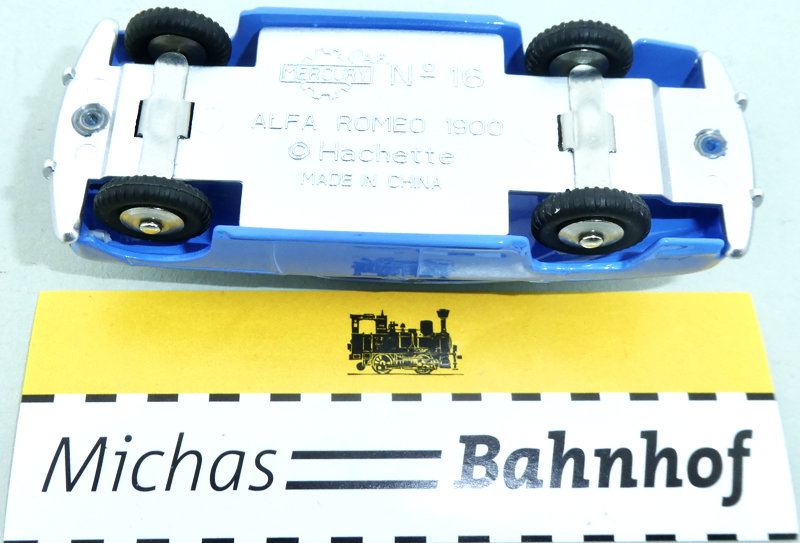 MERCURY Nº 16
ALFA ROMEO 1900
© Hachette
MADE IN CHINA
Michas Bahnhof